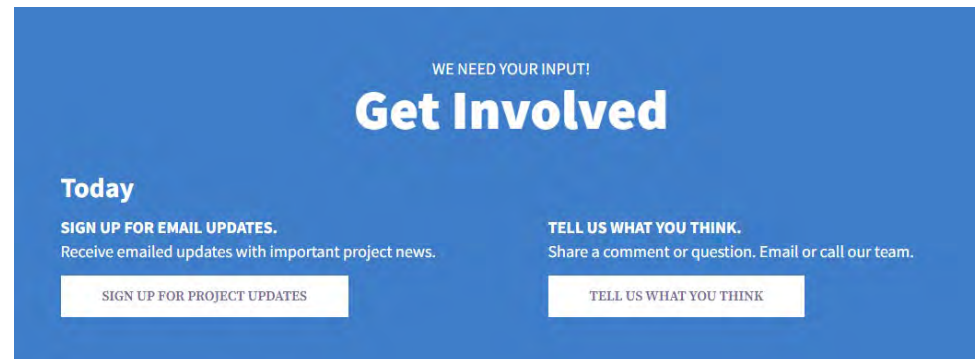 WE NEED YOUR INPUT!
Get Involved
Today
SIGN UP FOR EMAIL UPDATES.
Receive emailed updates with important project news.
SIGN UP FOR PROJECT UPDATES
TELL US WHAT YOU THINK.
Share a comment or question. Email or call our team.
TELL US WHAT YOU THINK